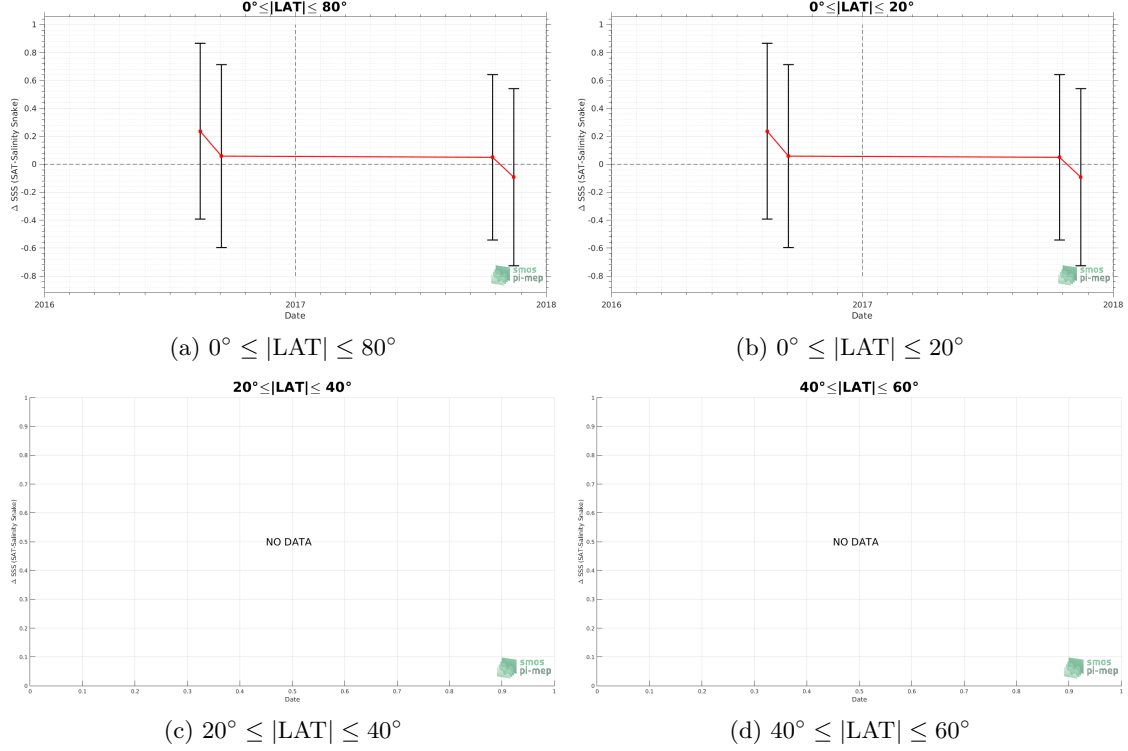 0°≤|LAT|≤ 80°
1
0.8
0.6
0.4
0.2
0
-0.2
-0.4
-0.6
-0.8
Δ SSS (SAT-Salinity Snake)
2016
2017
2018
Date
smos
pi-mep
(a) 0° ≤ |LAT| ≤ 80°
0°≤|LAT|≤ 20°
1
0.8
0.6
0.4
0.2
0
-0.2
-0.4
-0.6
-0.8
Δ SSS (SAT-Salinity Snake)
2016
2017
2018
Date
smos
pi-mep
(b) 0° ≤ |LAT| ≤ 20°
20°≤|LAT|≤ 40°
1
0.9
0.8
0.7
0.6
0.5
0.4
0.3
0.2
0.1
0
Δ SSS (SAT-Salinity Snake)
NO DATA
0 0.1 0.2 0.3 0.4 0.5 0.6 0.7 0.8 0.9 1
Date
smos
pi-mep
(c) 20° ≤ |LAT| ≤ 40°
40°≤|LAT|≤ 60°
1
0.9
0.8
0.7
0.6
0.5
0.4
0.3
0.2
0.1
0
Δ SSS (SAT-Salinity Snake)
NO DATA
0 0.1 0.2 0.3 0.4 0.5 0.6 0.7 0.8 0.9 1
Date
smos
pi-mep
(d) 40° ≤ |LAT| ≤ 60°